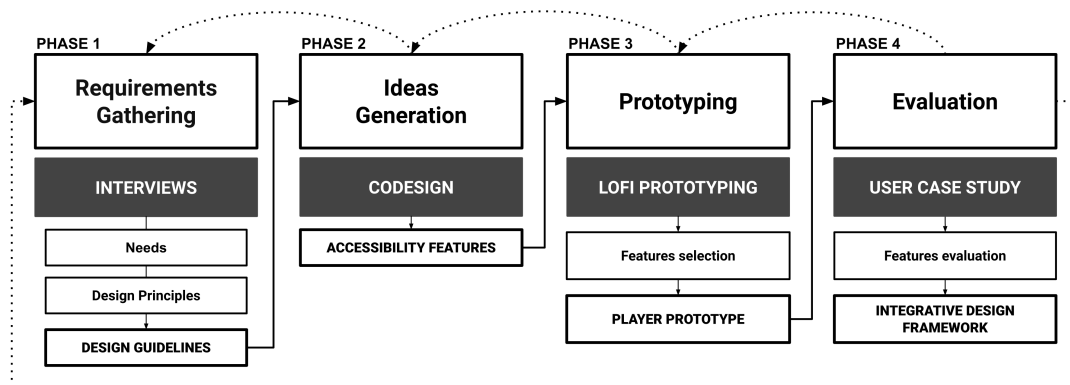 PHASE 1
Requirements
Gathering
INTERVIEWS
Needs
Design Principles
DESIGN GUIDELINES
PHASE 2
Ideas
Generation
CODESIGN
ACCESSIBILITY FEATURES
PHASE 3
Prototyping
LOFI PROTOTYPING
Features selection
PLAYER PROTOTYPE
PHASE 4
Evaluation
USER CASE STUDY
Features evaluation
INTEGRATIVE DESIGN
FRAMEWORK